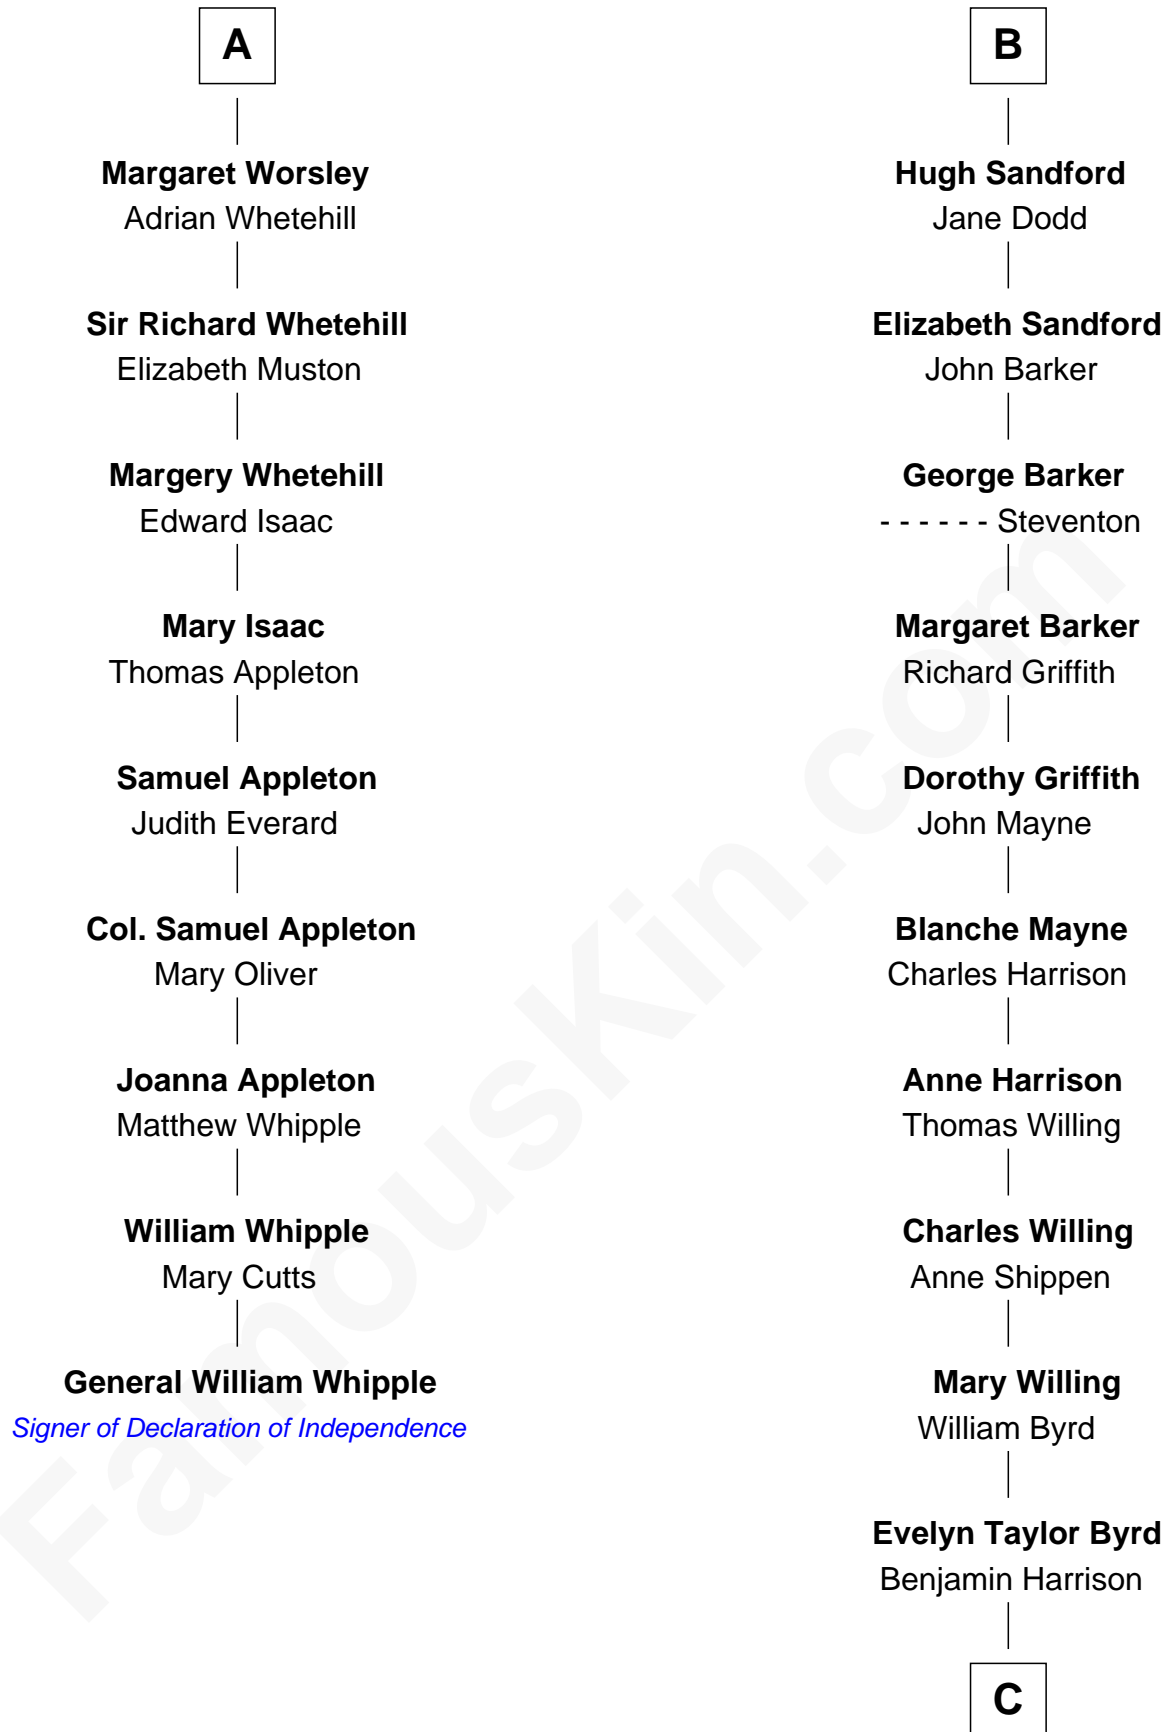 A
Margaret Worsley
Adrian Whetehill
Sir Richard Whetehill
Elizabeth Muston
Margery Whetehill
Edward Isaac
Mary Isaac
Thomas Appleton
Samuel Appleton
Judith Everard
Col. Samuel Appleton
Mary Oliver
Joanna Appleton
Matthew Whipple
William Whipple
Mary Cutts
General William Whipple
Signer of Declaration of Independence
B
Hugh Sandford
Jane Dodd
Elizabeth Sandford
John Barker
George Barker
- - - - - - Steventon
Margaret Barker
Richard Griffith
Dorothy Griffith
John Mayne
Blanche Mayne
Charles Harrison
Anne Harrison
Thomas Willing
Charles Willing
Anne Shippen
Mary Willing
William Byrd
Evelyn Taylor Byrd
Benjamin Harrison
C
FamousKin.com